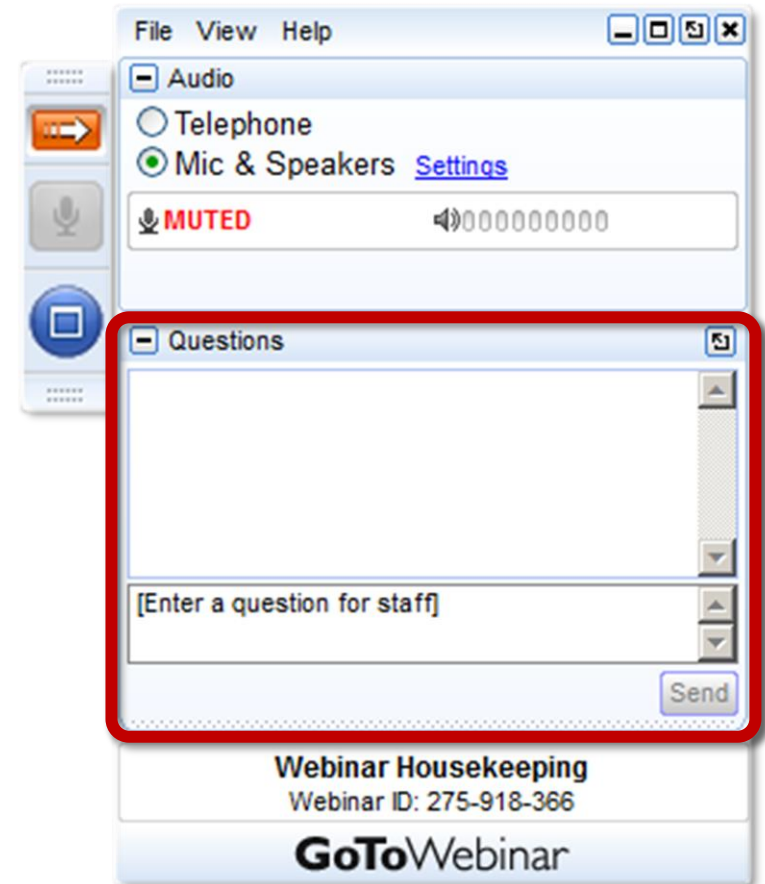 File View Help
Audio
Telephone
Mic & Speakers Settings
MUTED 000000000
Questions
[Enter a question for staff]
Send
Webinar Housekeeping
Webinar ID: 275-918-366
GoToWebinar